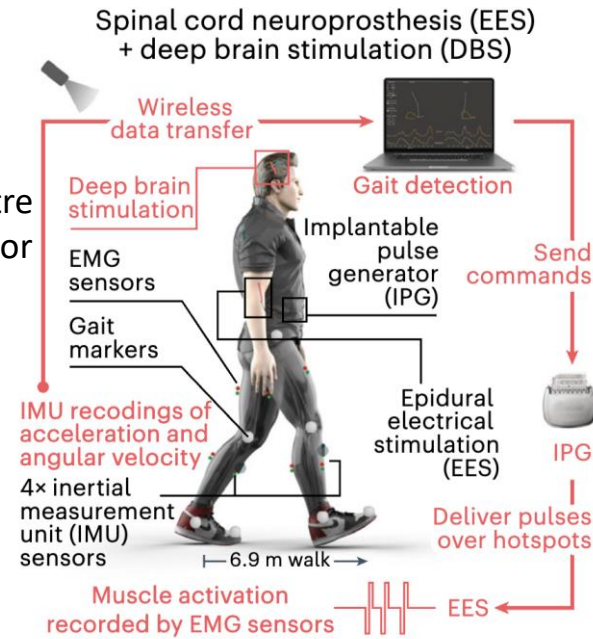 Spinal cord neuroprosthesis (EES)
+ deep brain stimulation (DBS)
Wireless
data transfer
Gait detection
Deep brain
stimulation
Implantable
pulse
generator
(IPG)
Send
commands
EMG
sensors
Gait
markers
Epidural
electrical
stimulation
(EES)
IPG
IMU recodings of
acceleration and
angular velocity
4× inertial
measurement
unit (IMU)
sensors
Deliver pulses
over hotspots
6.9 m walk
Muscle activation
recorded by EMG sensors
EES
tre
or